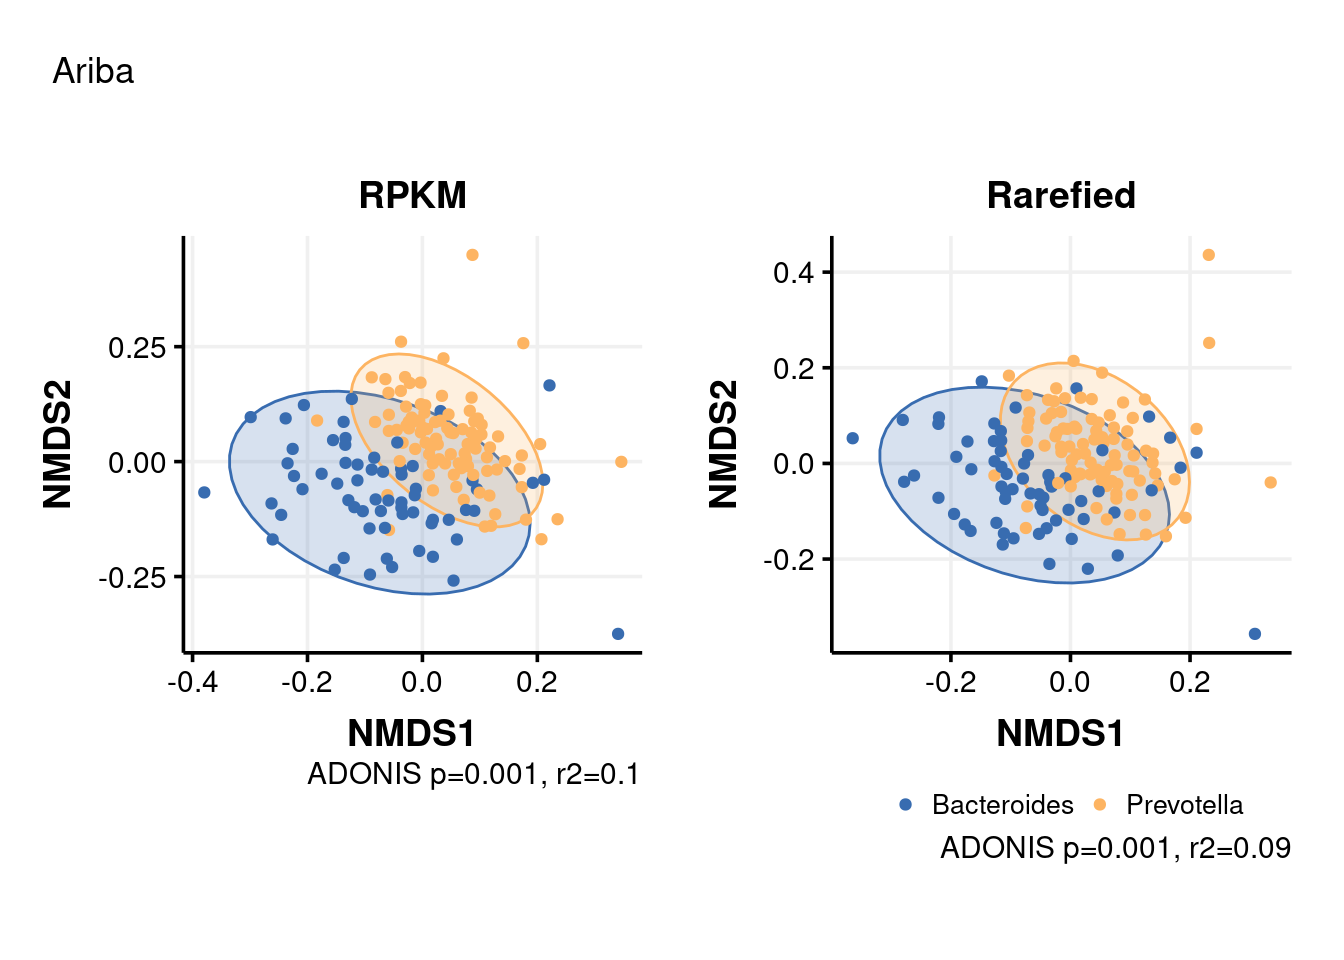 Ariba
RPKM
NMDS2
0.25
0.00
-0.25
-0.4 -0.2 0.0 0.2
NMDS1
ADONIS p=0.001, r2=0.1
Rarefied
NMDS2
0.4
0.2
0.0
-0.2
-0.2 0.0 0.2
NMDS1
Bacteroides Prevotella
ADONIS p=0.001, r2=0.09